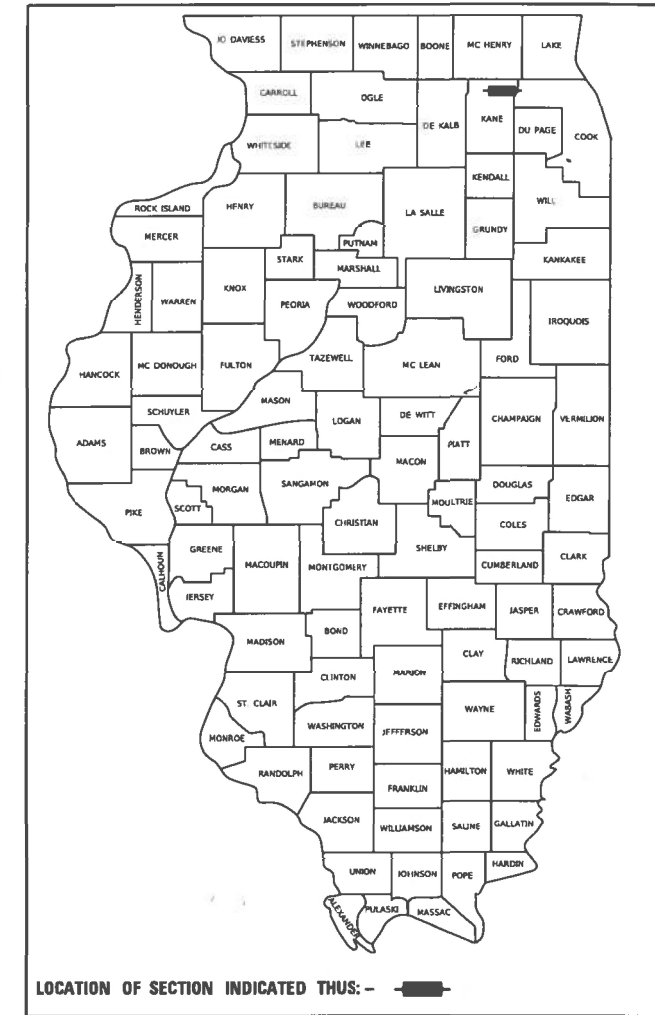 JO DAVIESS STEPHENSON WINNEBAGO BOONE MC HENRY LAKE
CARROLL OGLE DE KALB KANE DU PAGE COOK
WHITESIDE LEE
KENDALL WILL
ROCK ISLAND HENRY BUREAU LA SALLE GRUNDY
MERCER PUTNAM KANKAKEE
STARK MARSHALL
HENDERSON WARREN KNOX PEORIA WOODFORD LIVINGSTON IROQUOIS
HANCOCK MC DONOUGH FULTON TAZEWELL MC LEAN FORD
SCHUYLER MASON LOGAN DE WITT CHAMPAIGN VERMILION
ADAMS BROWN CASS MENARD PIATT
MACON
PIKE SCOTT MORGAN SANGAMON MOULTRIE DOUGLAS EDGAR
CHRISTIAN COLES
CALHOUN GREENE MACOUPIN MONTGOMERY SHELBY CUMBERLAND CLARK
JERSEY FAYETTE EFFINGHAM JASPER CRAWFORD
MADISON BOND CLAY RICHLAND LAWRENCE
CLINTON MARION
ST. CLAIR WAYNE EDWARDS WABASH
MONROE WASHINGTON JEFFERSON
RANDOLPH PERRY FRANKLIN HAMILTON WHITE
JACKSON WILLIAMSON SALINE GALLATIN
UNION JOHNSON POPE HARDIN
ALEXANDER PULASKI MASSAC
LOCATION OF SECTION INDICATED THUS: -